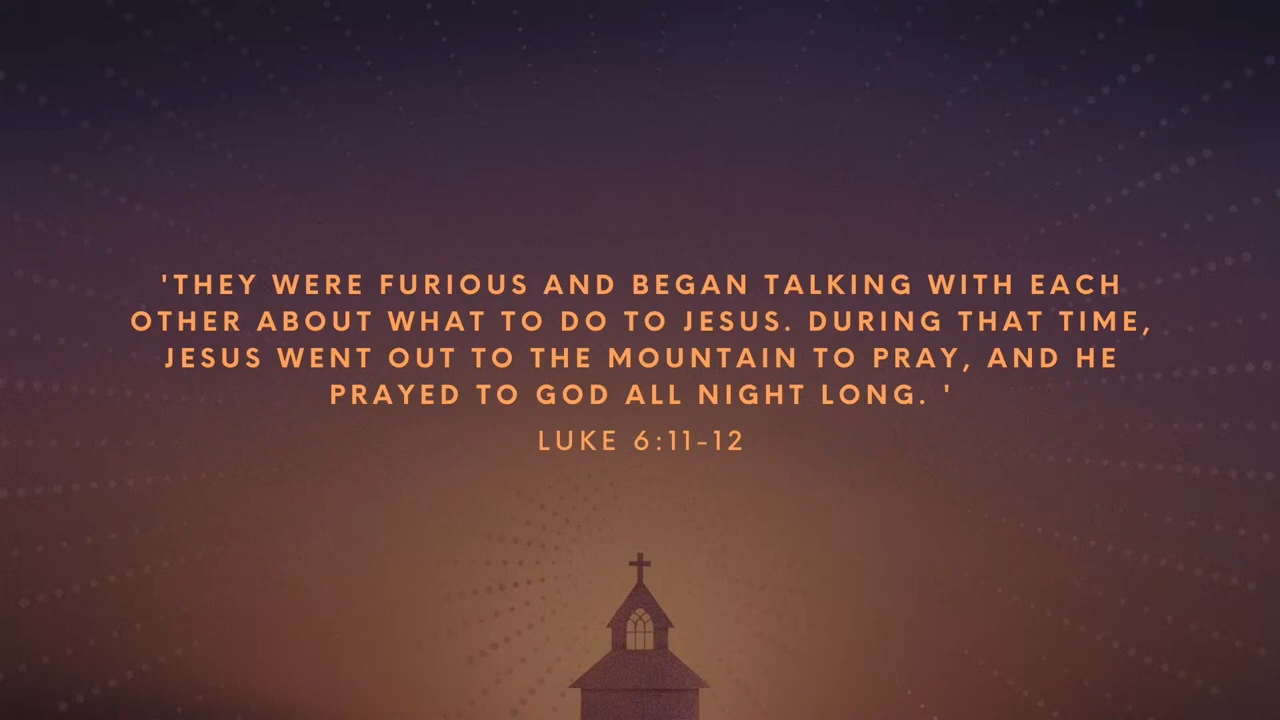 'THEY WERE FURIOUS AND BEGAN TALKING WITH EACH
OTHER ABOUT WHAT TO DO TO JESUS. DURING THAT TIME,
JESUS WENT OUT TO THE MOUNTAIN TO PRAY, AND HE
PRAYED TO GOD ALL NIGHT LONG. '
LUKE 6:11-12